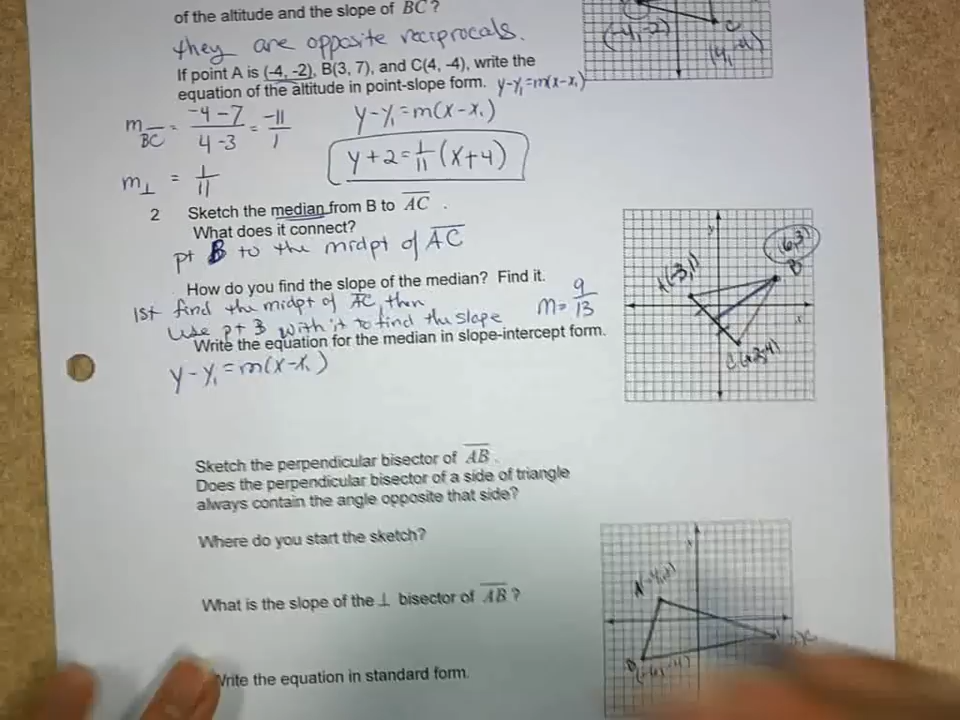 of the altitude and the slope of BC?
they are opposite reciprocals.
(-4,-2)
C
(4,-4)
If point A is (-4, -2), B(3, 7), and C(4, -4), write the
equation of the altitude in point-slope form. y-y₁=m(x-x₁)
m BC = -4-7 / 4-3 = -11 / 1
y-y₁=m(x-x₁)
y+2=1/11(x+4)
m⊥ = 1/11
2 Sketch the median from B to AC.
What does it connect?
pt B to the midpt of AC
How do you find the slope of the median? Find it.
1st find the midpt of AC, then
use pt B with it to find the slope
m= 9/13
Write the equation for the median in slope-intercept form.
y-y₁=m(x-x₁)
y
A(-3,1)
(6,3)
B
x
Sketch the perpendicular bisector of AB.
Does the perpendicular bisector of a side of triangle
always contain the angle opposite that side?
Where do you start the sketch?
What is the slope of the ⊥ bisector of AB?
B
(-6,-4)
C
Write the equation in standard form.